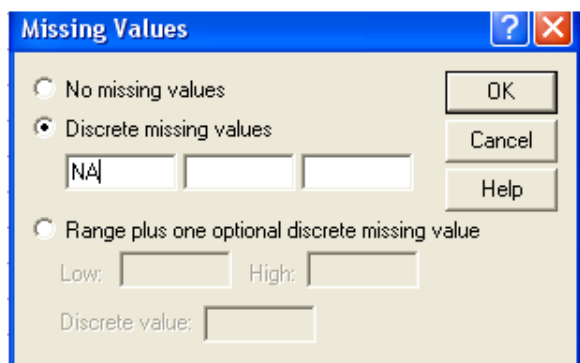 Missing Values ?
No missing values
OK
Discrete missing values
Cancel
NA
Help
Range plus one optional discrete missing value
Low: High:
Discrete value: